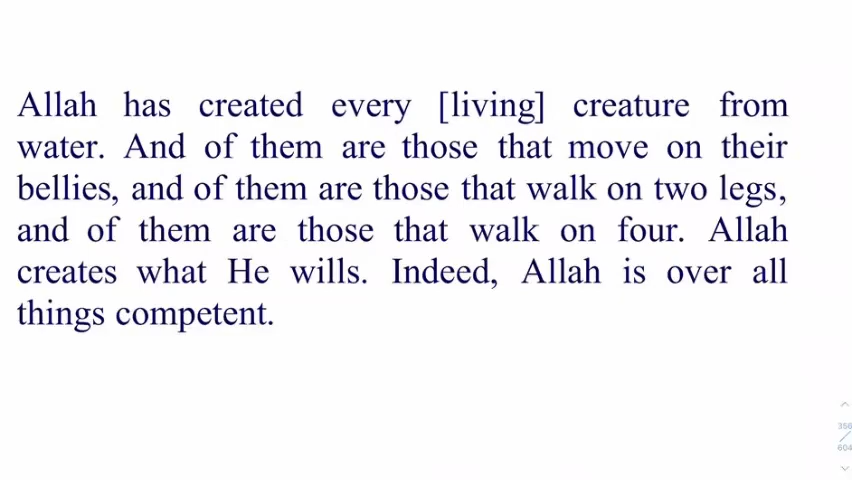 Allah has created every [living] creature from
water. And of them are those that move on their
bellies, and of them are those that walk on two legs,
and of them are those that walk on four. Allah
creates what He wills. Indeed, Allah is over all
things competent.
356
604